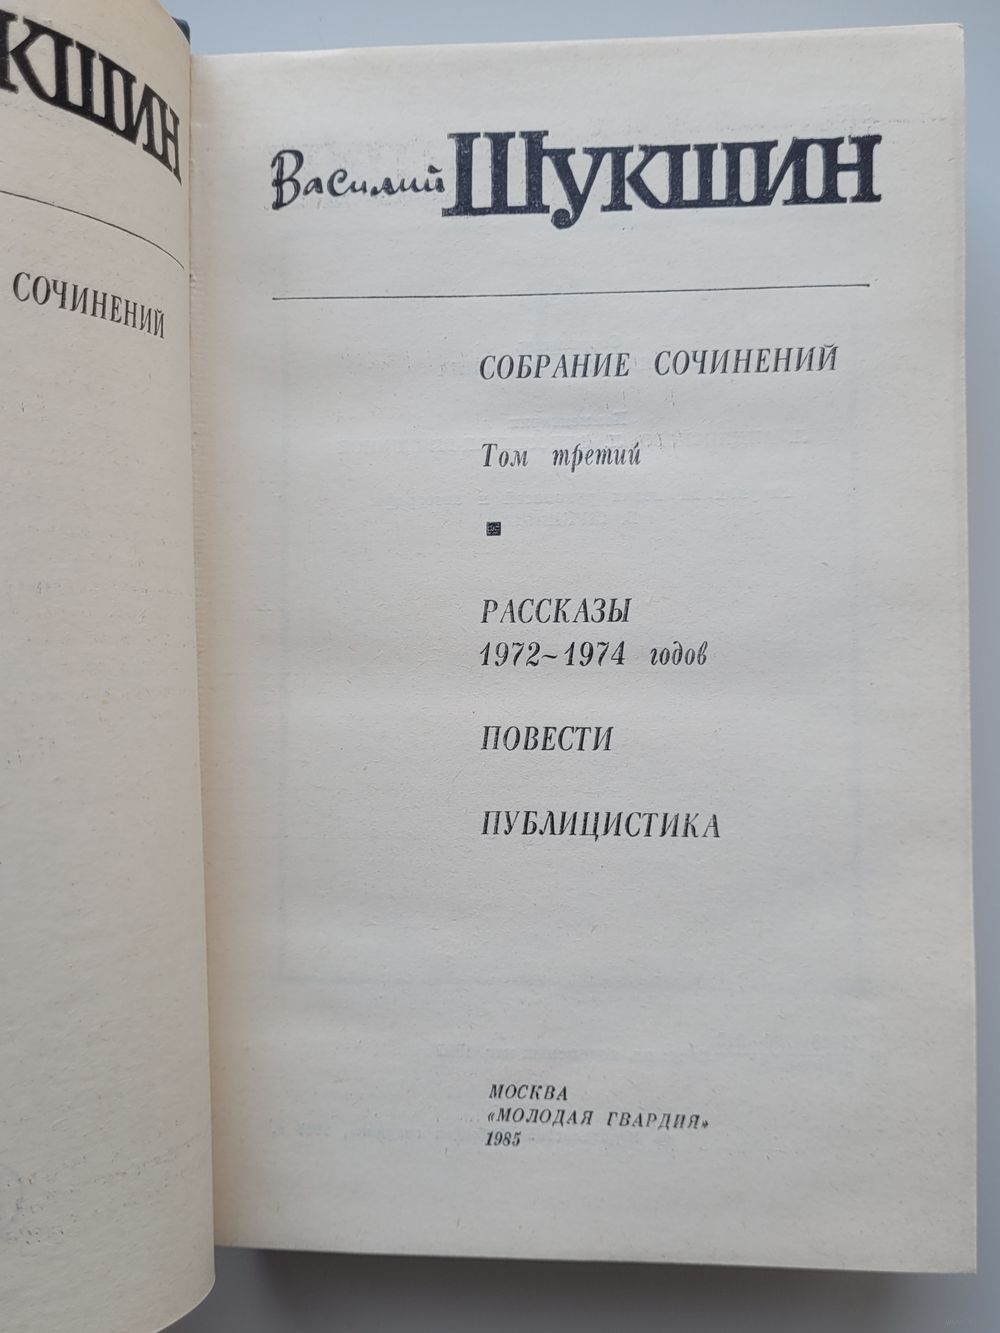 КШИН
СОЧИНЕНИЙ
Василий ШУКШИН
СОБРАНИЕ СОЧИНЕНИЙ
Том третий
РАССКАЗЫ
1972–1974 годов
ПОВЕСТИ
ПУБЛИЦИСТИКА
МОСКВА
«МОЛОДАЯ ГВАРДИЯ»
1985